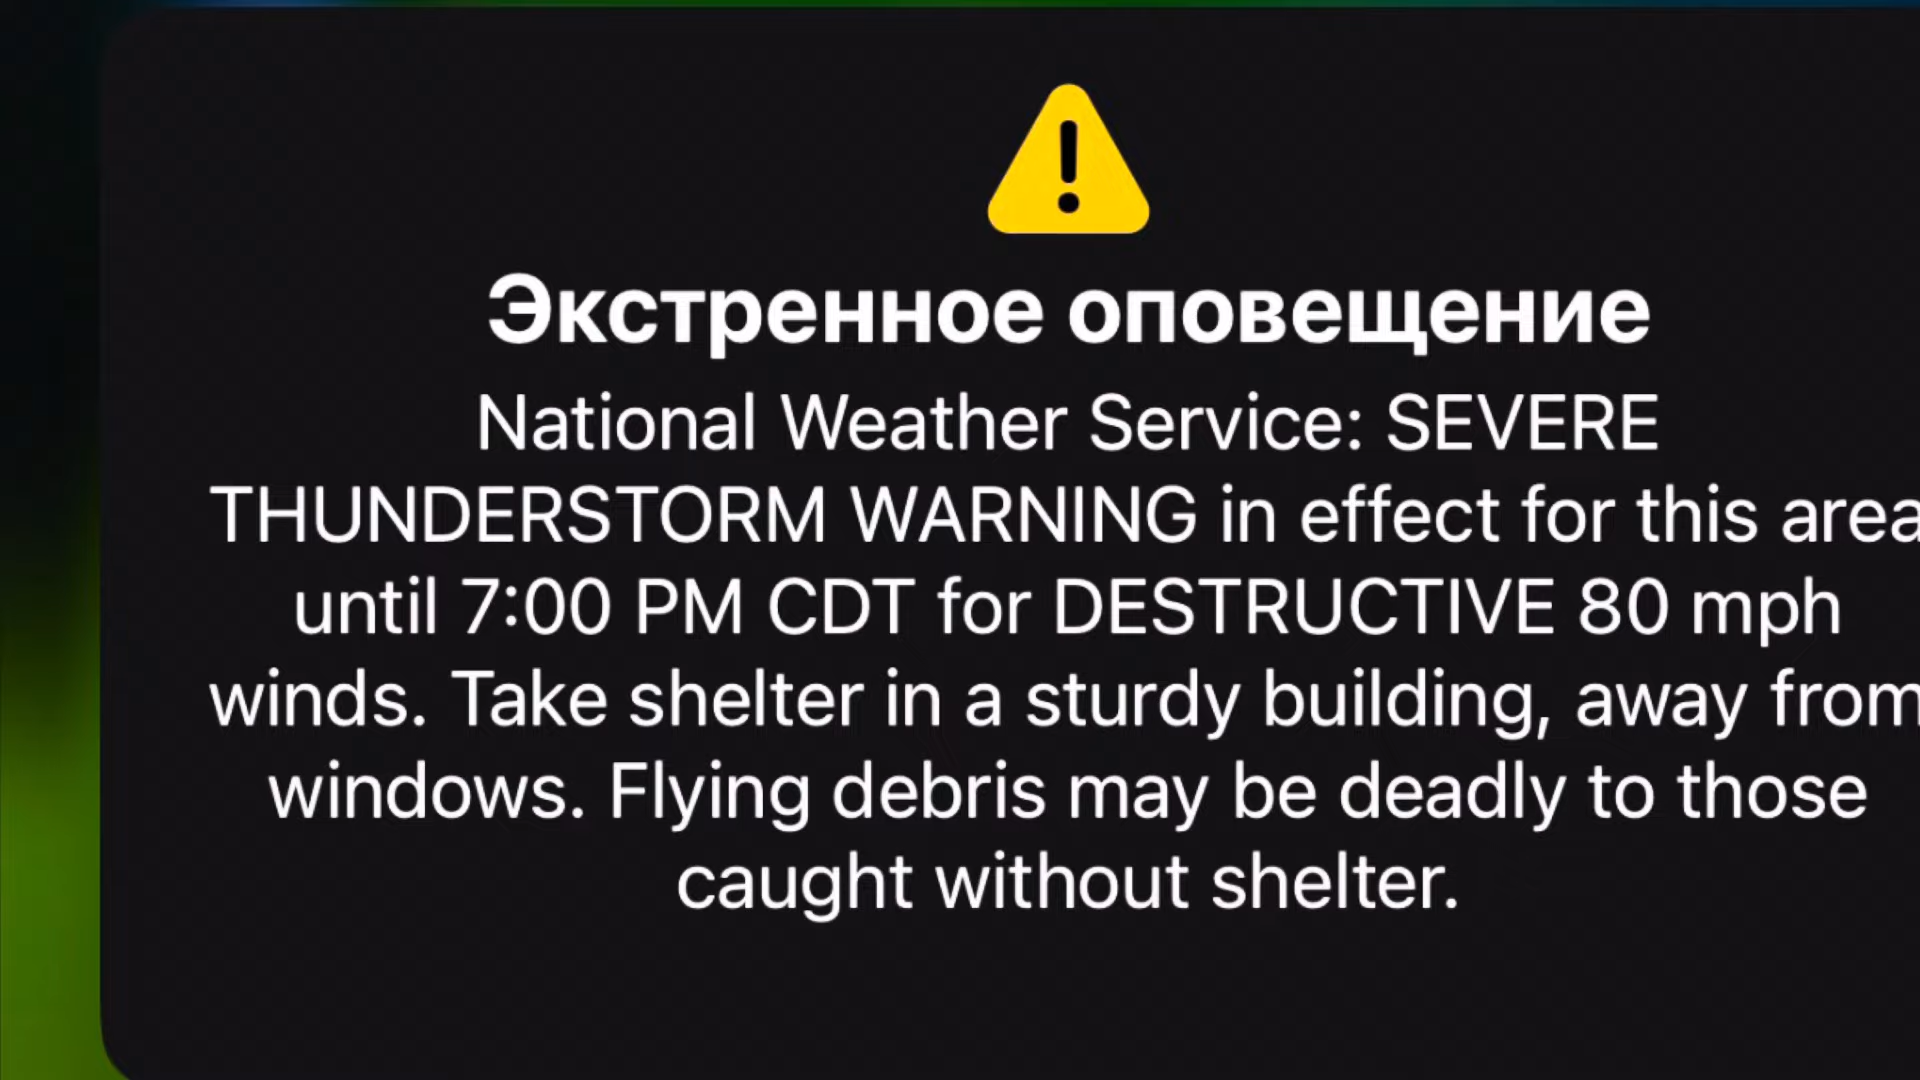 Экстренное оповещение
National Weather Service: SEVERE
THUNDERSTORM WARNING in effect for this area
until 7:00 PM CDT for DESTRUCTIVE 80 mph
winds. Take shelter in a sturdy building, away from
windows. Flying debris may be deadly to those
caught without shelter.